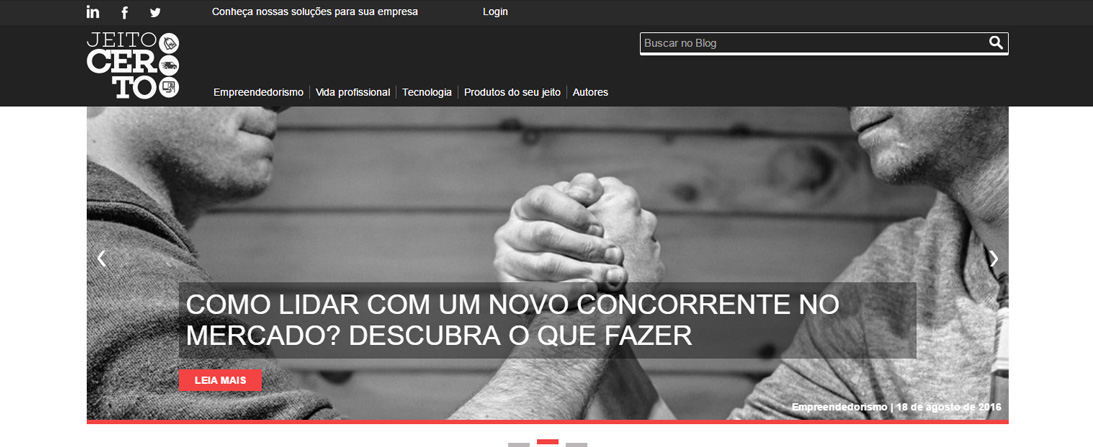 Conheça nossas soluções para sua empresa
Login
JEITO
CER
TO
Buscar no Blog
Empreendedorismo
Vida profissional
Tecnologia
Produtos do seu jeito
Autores
COMO LIDAR COM UM NOVO CONCORRENTE NO
MERCADO? DESCUBRA O QUE FAZER
LEIA MAIS
Empreendedorismo | 18 de agosto de 2016